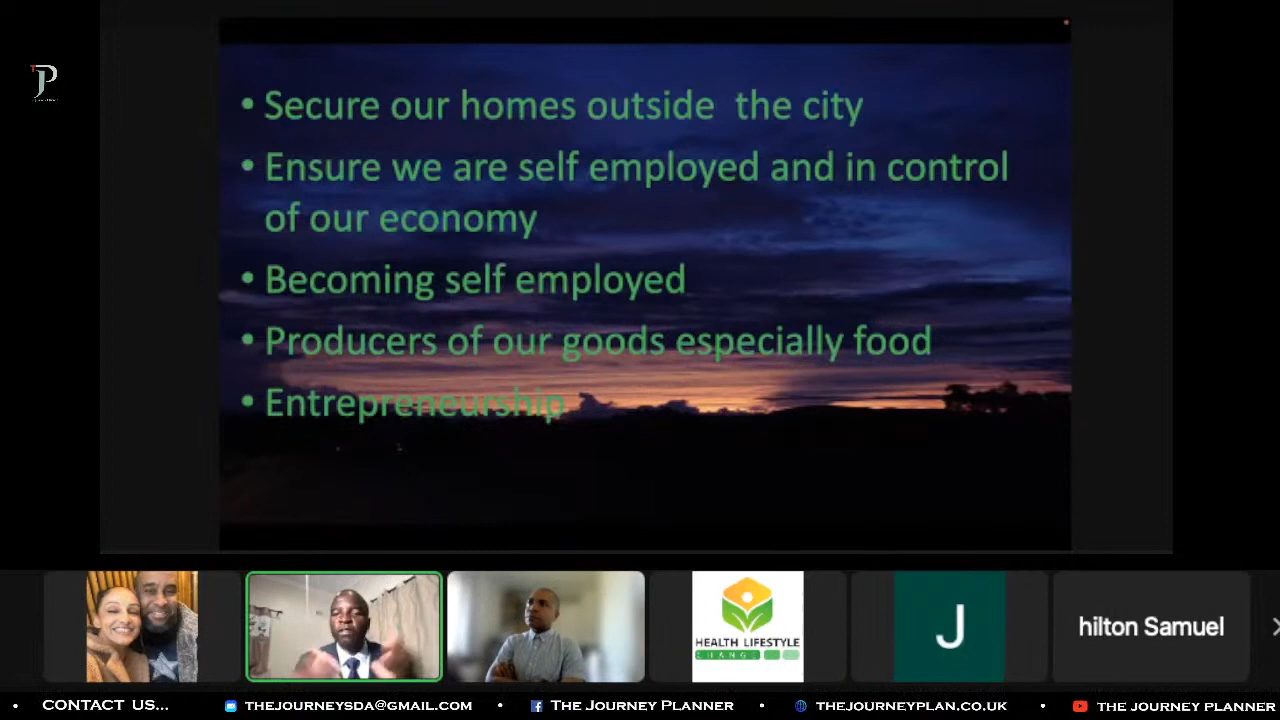 • Secure our homes outside  the city
• Ensure we are self employed and in control
of our economy
• Becoming self employed
• Producers of our goods especially food
• Entrepreneurship
HEALTH LIFESTYLE
CHANGE
J
hilton Samuel
• CONTACT US... THEJOURNEYSDA@GMAIL.COM • THE JOURNEY PLANNER • THEJOURNEYPLAN.CO.UK • THE JOURNEY PLANNER